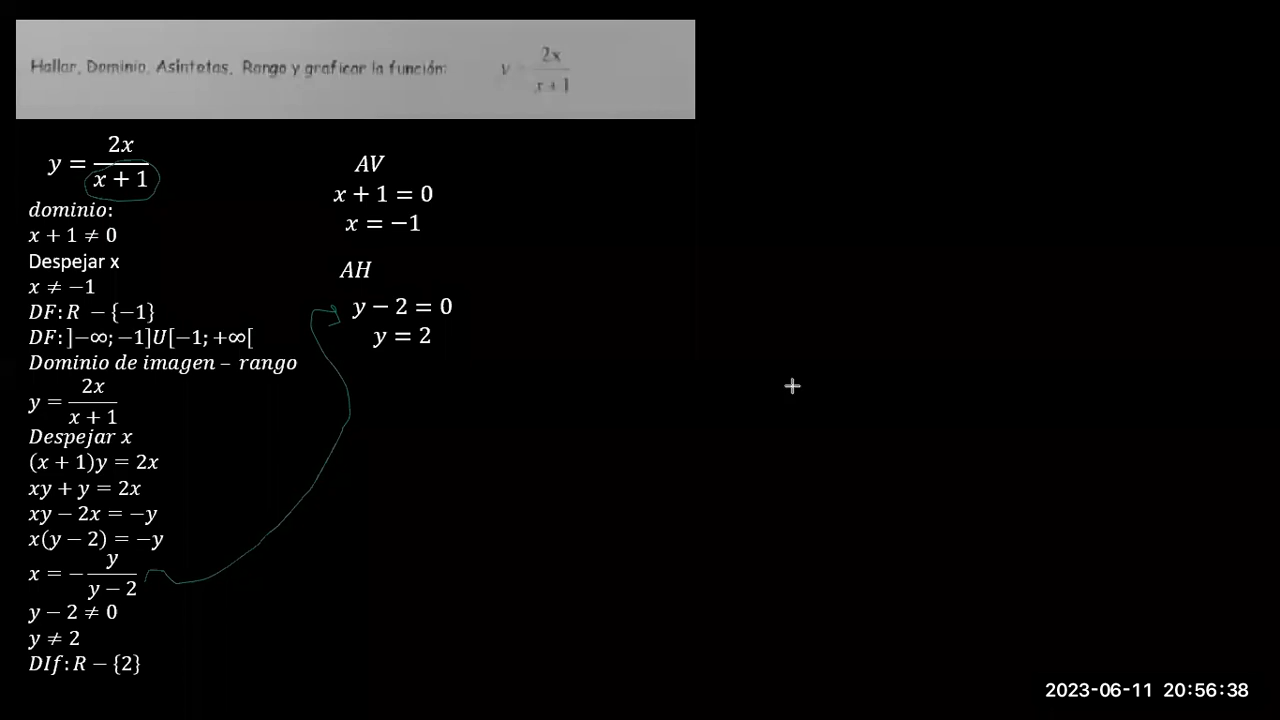 Hallar, Dominio, Asíntotas, Rango y graficar la función: y = 2x / x + 1
y = 2x / x + 1
dominio:
x + 1 ≠ 0
Despejar x
x ≠ −1
DF: R − {−1}
DF: ]−∞; −1]U[−1; +∞[
Dominio de imagen – rango
y = 2x / x + 1
Despejar x
(x + 1)y = 2x
xy + y = 2x
xy − 2x = −y
x(y − 2) = −y
x = − y / y − 2
y − 2 ≠ 0
y ≠ 2
DIf: R − {2}
AV
x + 1 = 0
x = −1
AH
y − 2 = 0
y = 2
2023-06-11 20:56:38